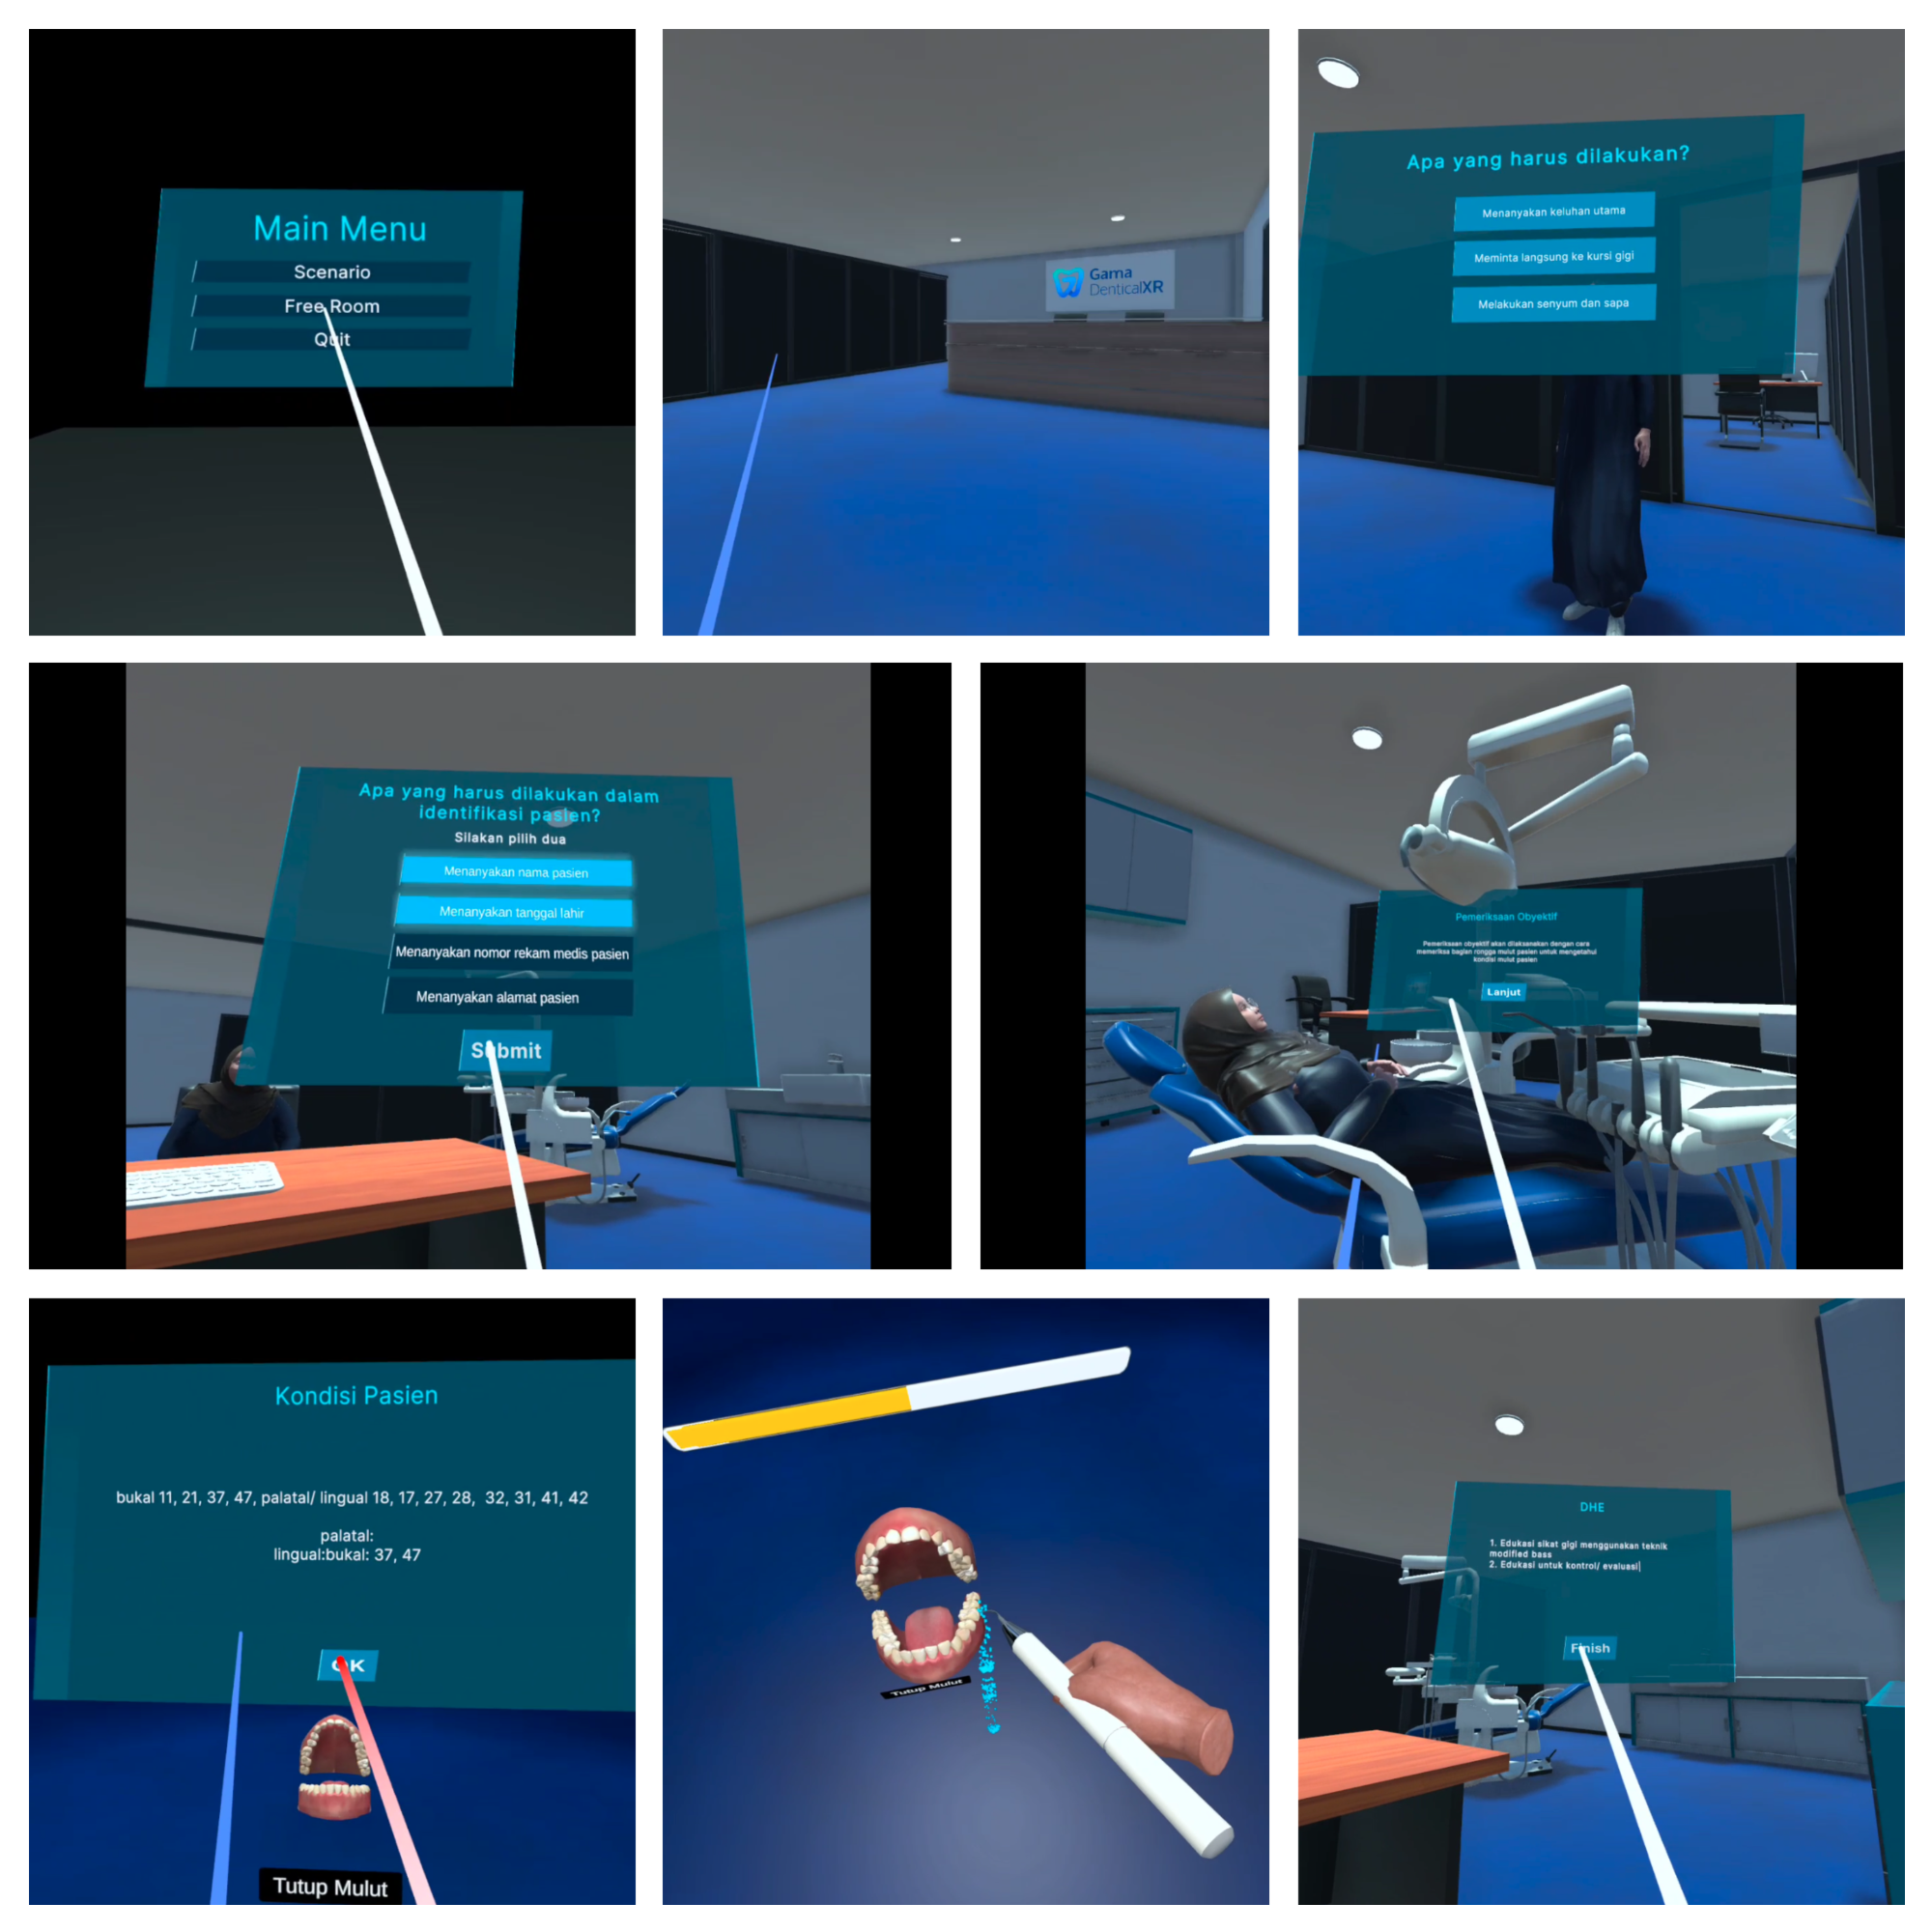 Main Menu
Scenario
Free Room
Quit
Gama
DenticalXR
Apa yang harus dilakukan?
Menanyakan keluhan utama
Meminta langsung ke kursi gigi
Melakukan senyum dan sapa
Apa yang harus dilakukan dalam
identifikasi pasien?
Silakan pilih dua
Menanyakan nama pasien
Menanyakan tanggal lahir
Menanyakan nomor rekam medis pasien
Menanyakan alamat pasien
Submit
Pemeriksaan Obyektif
Pemeriksaan obyektif akan dilaksanakan dengan cara
memeriksa bagian rongga mulut pasien untuk mengetahui
kondisi mulut pasien
Lanjut
Kondisi Pasien
bukal 11, 21, 37, 47, palatal/ lingual 18, 17, 27, 28, 32, 31, 41, 42
palatal:
lingual:bukal: 37, 47
OK
Tutup Mulut
Tutup Mulut
DHE
1. Edukasi sikat gigi menggunakan teknik
modified bass
2. Edukasi untuk kontrol/ evaluasi
Finish